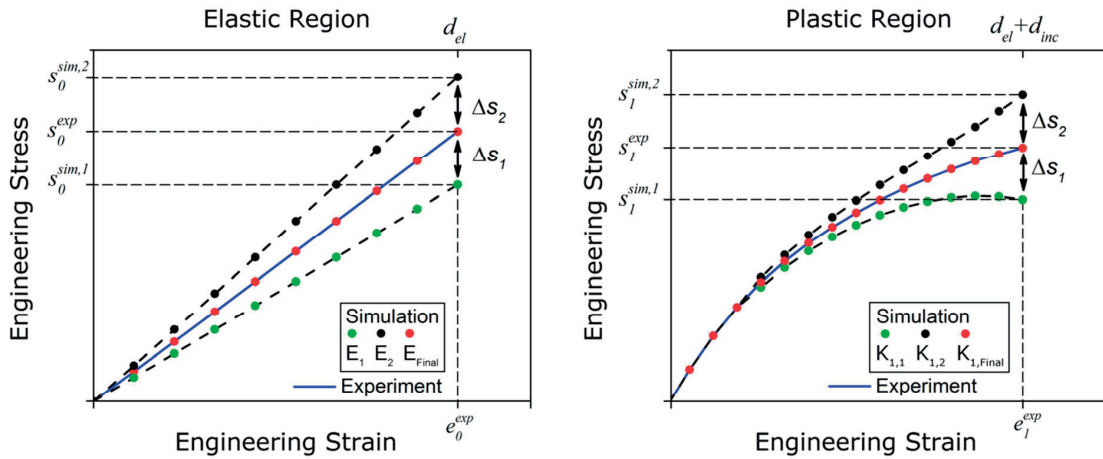 Elastic Region
d_el
s_0^sim,2
s_0^exp
s_0^sim,1
Δs_2
Δs_1
Engineering Stress
Simulation
E_1 E_2 E_Final
Experiment
Engineering Strain
e_0^exp
Plastic Region
d_el+d_inc
s_1^sim,2
s_1^exp
s_1^sim,1
Δs_2
Δs_1
Engineering Stress
Simulation
K_1,1 K_1,2 K_1,Final
Experiment
Engineering Strain
e_1^exp